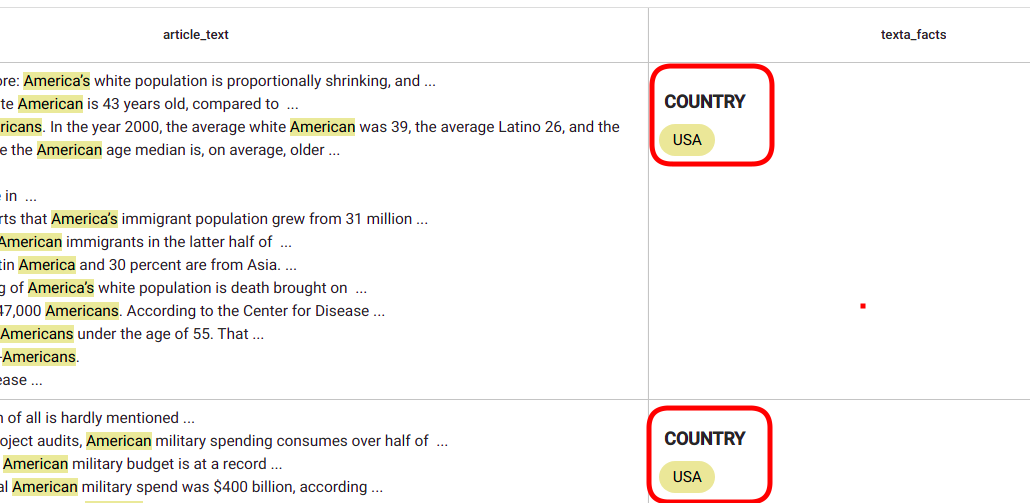 article_text texta_facts
ore: America's white population is proportionally shrinking, and ...
te American is 43 years old, compared to ...
ricans. In the year 2000, the average white American was 39, the average Latino 26, and the
e the American age median is, on average, older ...
e in ...
rts that America's immigrant population grew from 31 million ...
American immigrants in the latter half of ...
tin America and 30 percent are from Asia. ...
g of America's white population is death brought on ...
47,000 Americans. According to the Center for Disease ...
Americans under the age of 55. That ...
-Americans.
ease ...
COUNTRY
USA
n of all is hardly mentioned ...
oject audits, American military spending consumes over half of ...
American military budget is at a record ...
al American military spend was $400 billion, according ...
COUNTRY
USA